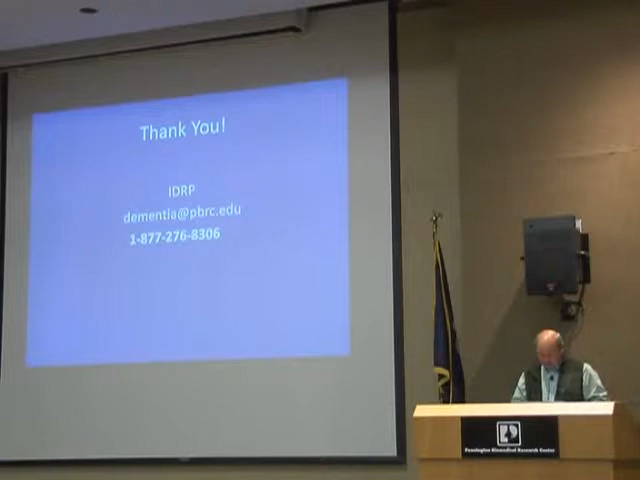 Thank You!
IDRP
dementia@pbrc.edu
1-877-276-8306
Pennington Biomedical Research Center